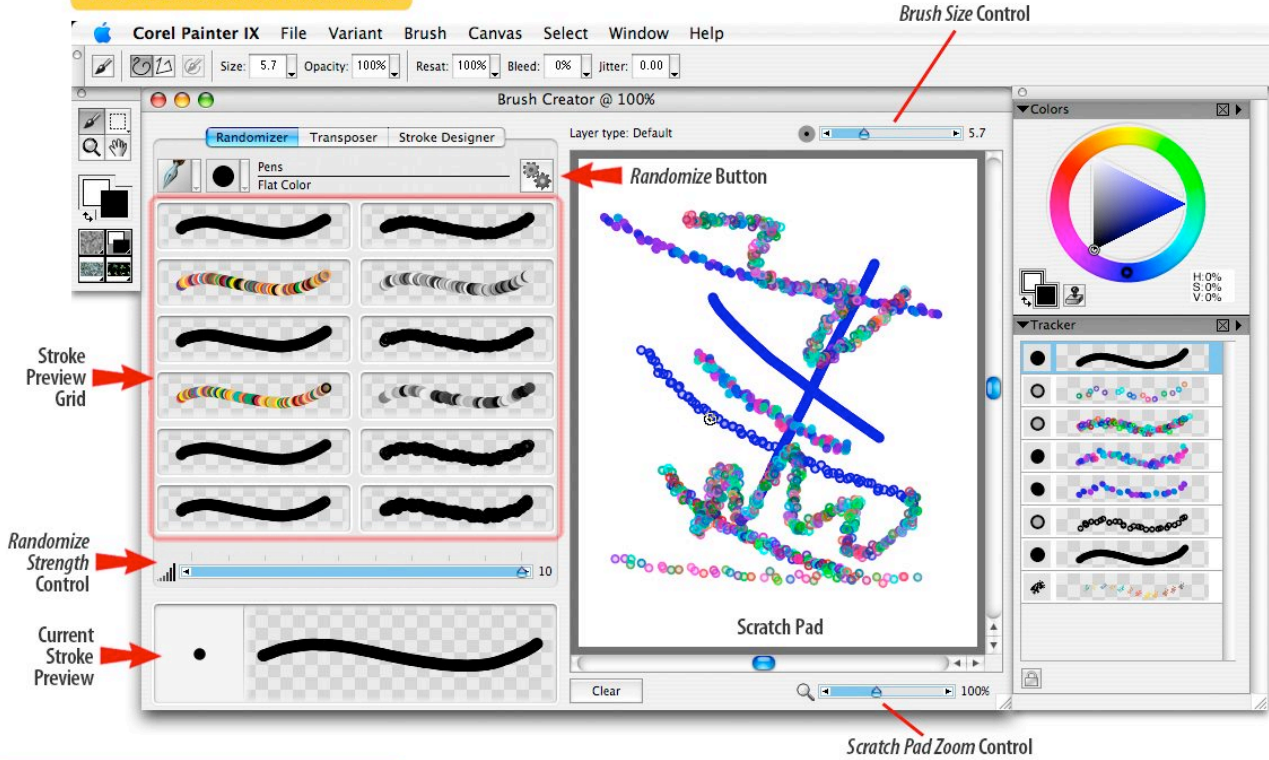 Brush Size Control
Corel Painter IX File Variant Brush Canvas Select Window Help
Size: 5.7 Opacity: 100% Resat: 100% Bleed: 0% Jitter: 0.00
Brush Creator @ 100%
Colors
Randomizer Transposer Stroke Designer
Layer type: Default
5.7
Pens
Flat Color
Randomize Button
H:0%
S:0%
V:0%
Tracker
Stroke
Preview
Grid
Randomize
Strength
Control
10
Current
Stroke
Preview
Scratch Pad
Clear
100%
Scratch Pad Zoom Control